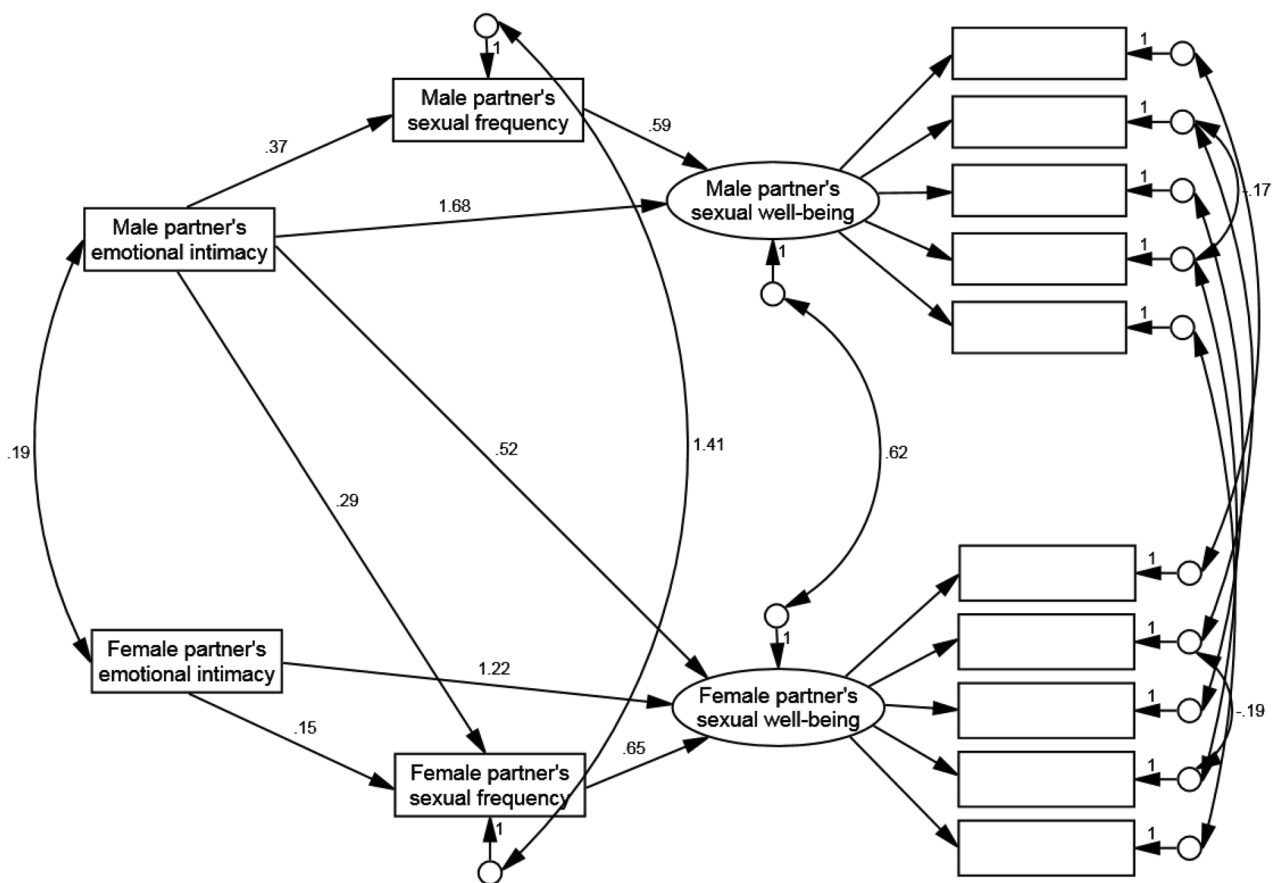 1
1
Male partner's
sexual frequency
.59
1
.37
1
-.17
Male partner's
sexual well-being
1.68
1
Male partner's
emotional intimacy
1
1
.52
1.41
.62
.19
.29
1
1
Female partner's
emotional intimacy
1
1.22
1
Female partner's
sexual well-being
-.19
.15
.65
Female partner's
sexual frequency
1
1
1